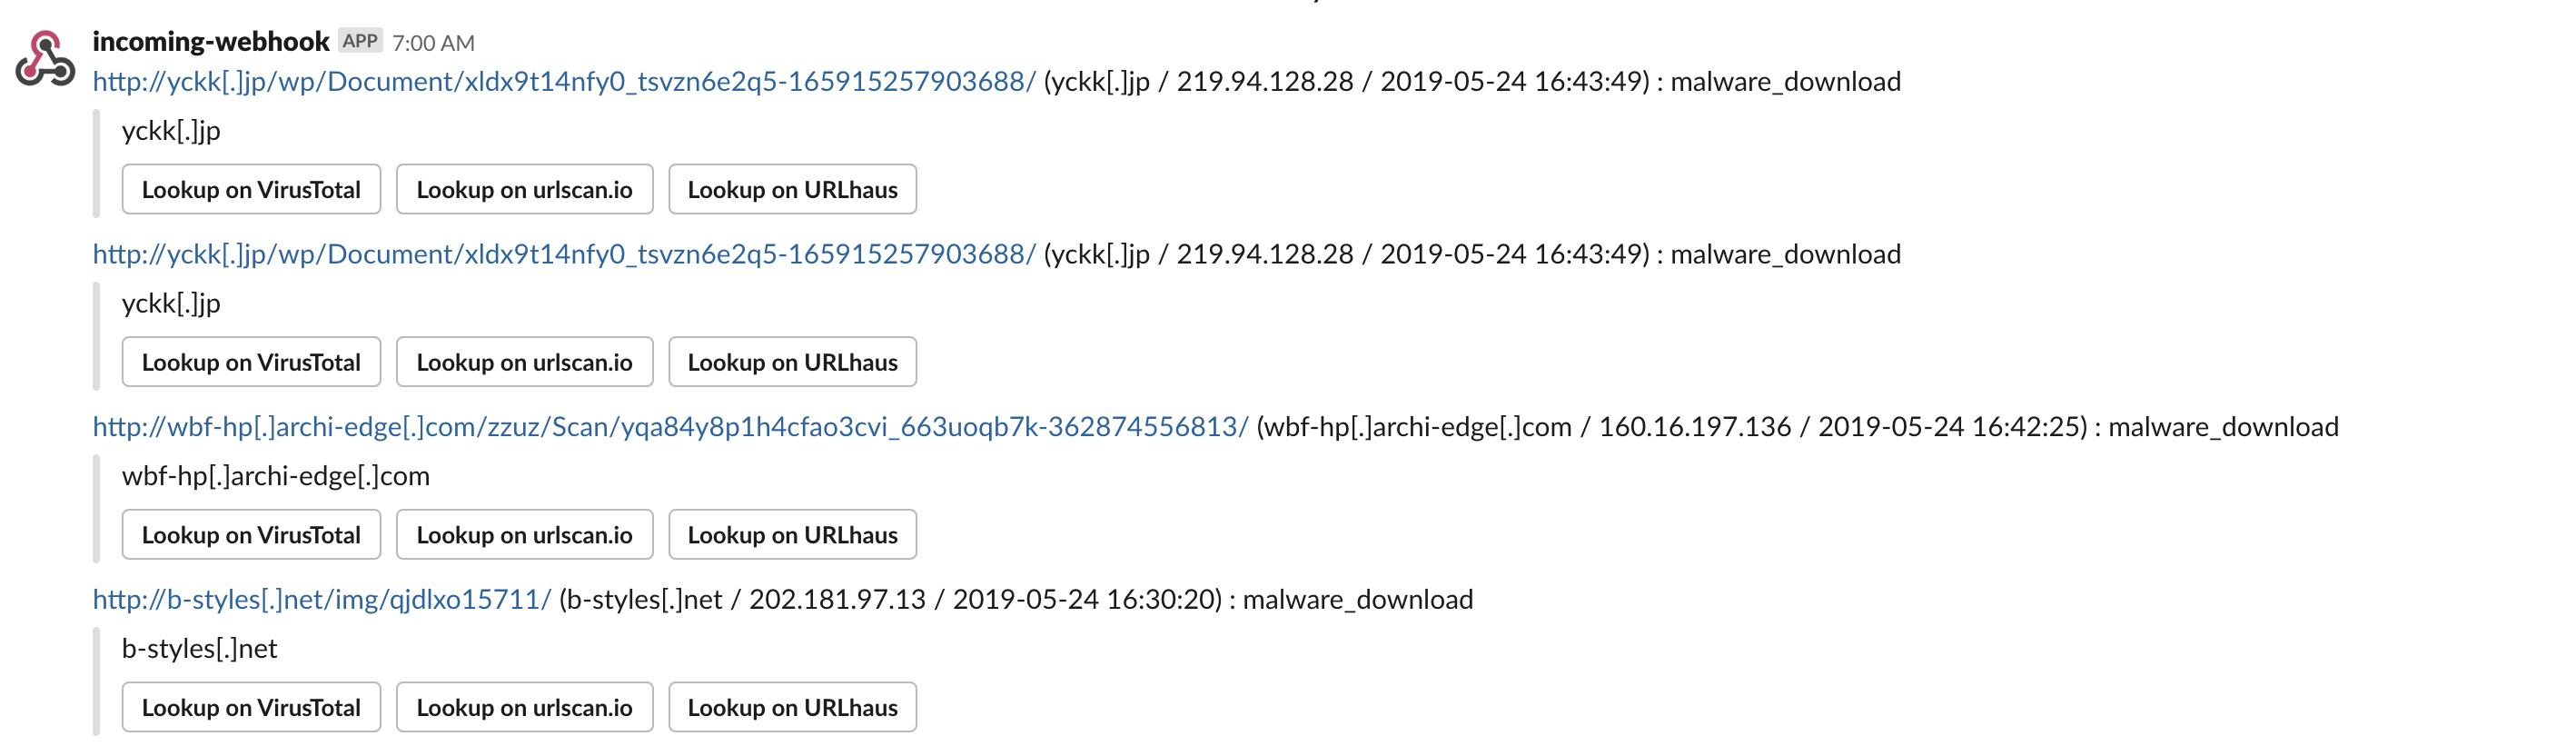 incoming-webhook APP 7:00 AM
http://yckk[.]jp/wp/Document/xldx9t14nfy0_tsvzn6e2q5-165915257903688/ (yckk[.]jp / 219.94.128.28 / 2019-05-24 16:43:49) : malware_download
yckk[.]jp
Lookup on VirusTotal Lookup on urlscan.io Lookup on URLhaus
http://yckk[.]jp/wp/Document/xldx9t14nfy0_tsvzn6e2q5-165915257903688/ (yckk[.]jp / 219.94.128.28 / 2019-05-24 16:43:49) : malware_download
yckk[.]jp
Lookup on VirusTotal Lookup on urlscan.io Lookup on URLhaus
http://wbf-hp[.]archi-edge[.]com/zzuz/Scan/yqa84y8p1h4cfao3cvi_663uoqb7k-362874556813/ (wbf-hp[.]archi-edge[.]com / 160.16.197.136 / 2019-05-24 16:42:25) : malware_download
wbf-hp[.]archi-edge[.]com
Lookup on VirusTotal Lookup on urlscan.io Lookup on URLhaus
http://b-styles[.]net/img/qjdlxo15711/ (b-styles[.]net / 202.181.97.13 / 2019-05-24 16:30:20) : malware_download
b-styles[.]net
Lookup on VirusTotal Lookup on urlscan.io Lookup on URLhaus